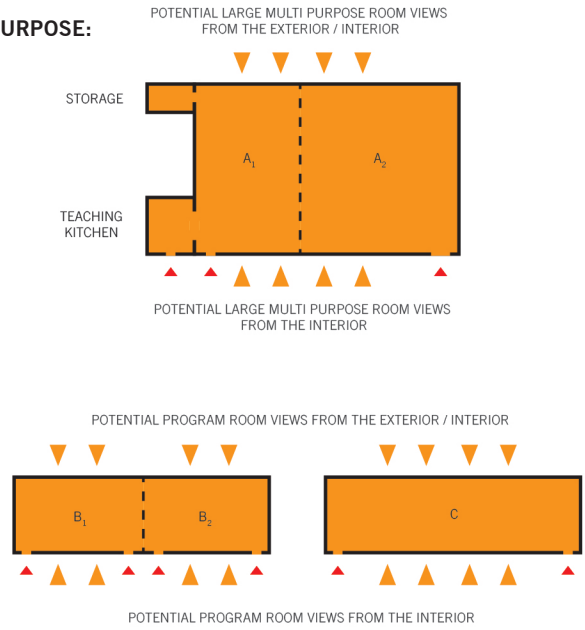 URPOSE:
POTENTIAL LARGE MULTI PURPOSE ROOM VIEWS
FROM THE EXTERIOR / INTERIOR
STORAGE
A1
A2
TEACHING
KITCHEN
POTENTIAL LARGE MULTI PURPOSE ROOM VIEWS
FROM THE INTERIOR
POTENTIAL PROGRAM ROOM VIEWS FROM THE EXTERIOR / INTERIOR
B1
B2
C
POTENTIAL PROGRAM ROOM VIEWS FROM THE INTERIOR